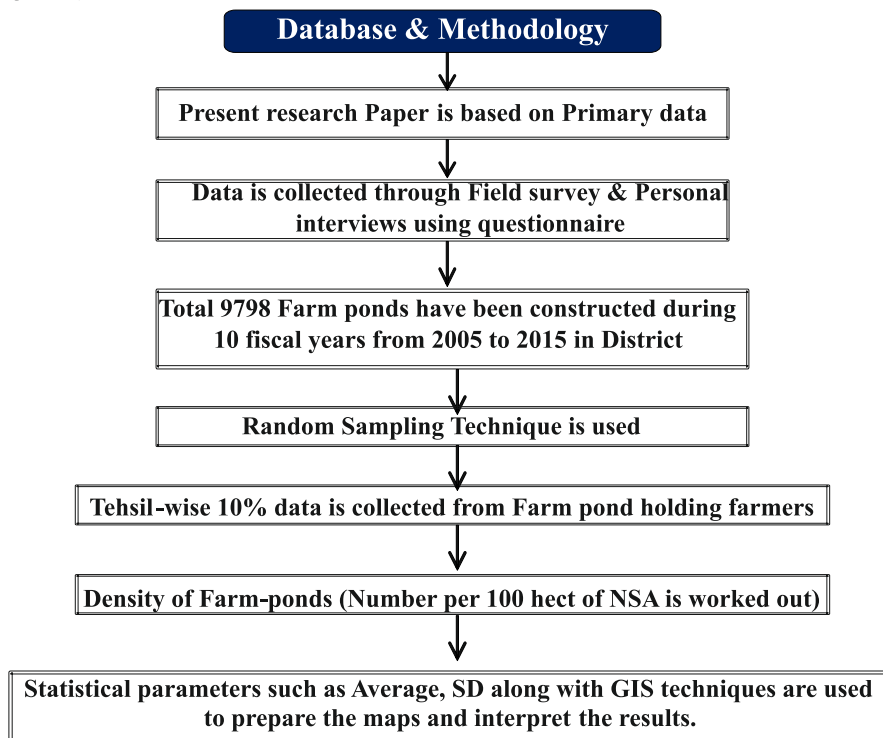 Database & Methodology
Present research Paper is based on Primary data
Data is collected through Field survey & Personal
interviews using questionnaire
Total 9798 Farm ponds have been constructed during
10 fiscal years from 2005 to 2015 in District
Random Sampling Technique is used
Tehsil-wise 10% data is collected from Farm pond holding farmers
Density of Farm-ponds (Number per 100 hect of NSA is worked out)
Statistical parameters such as Average, SD along with GIS techniques are used
to prepare the maps and interpret the results.